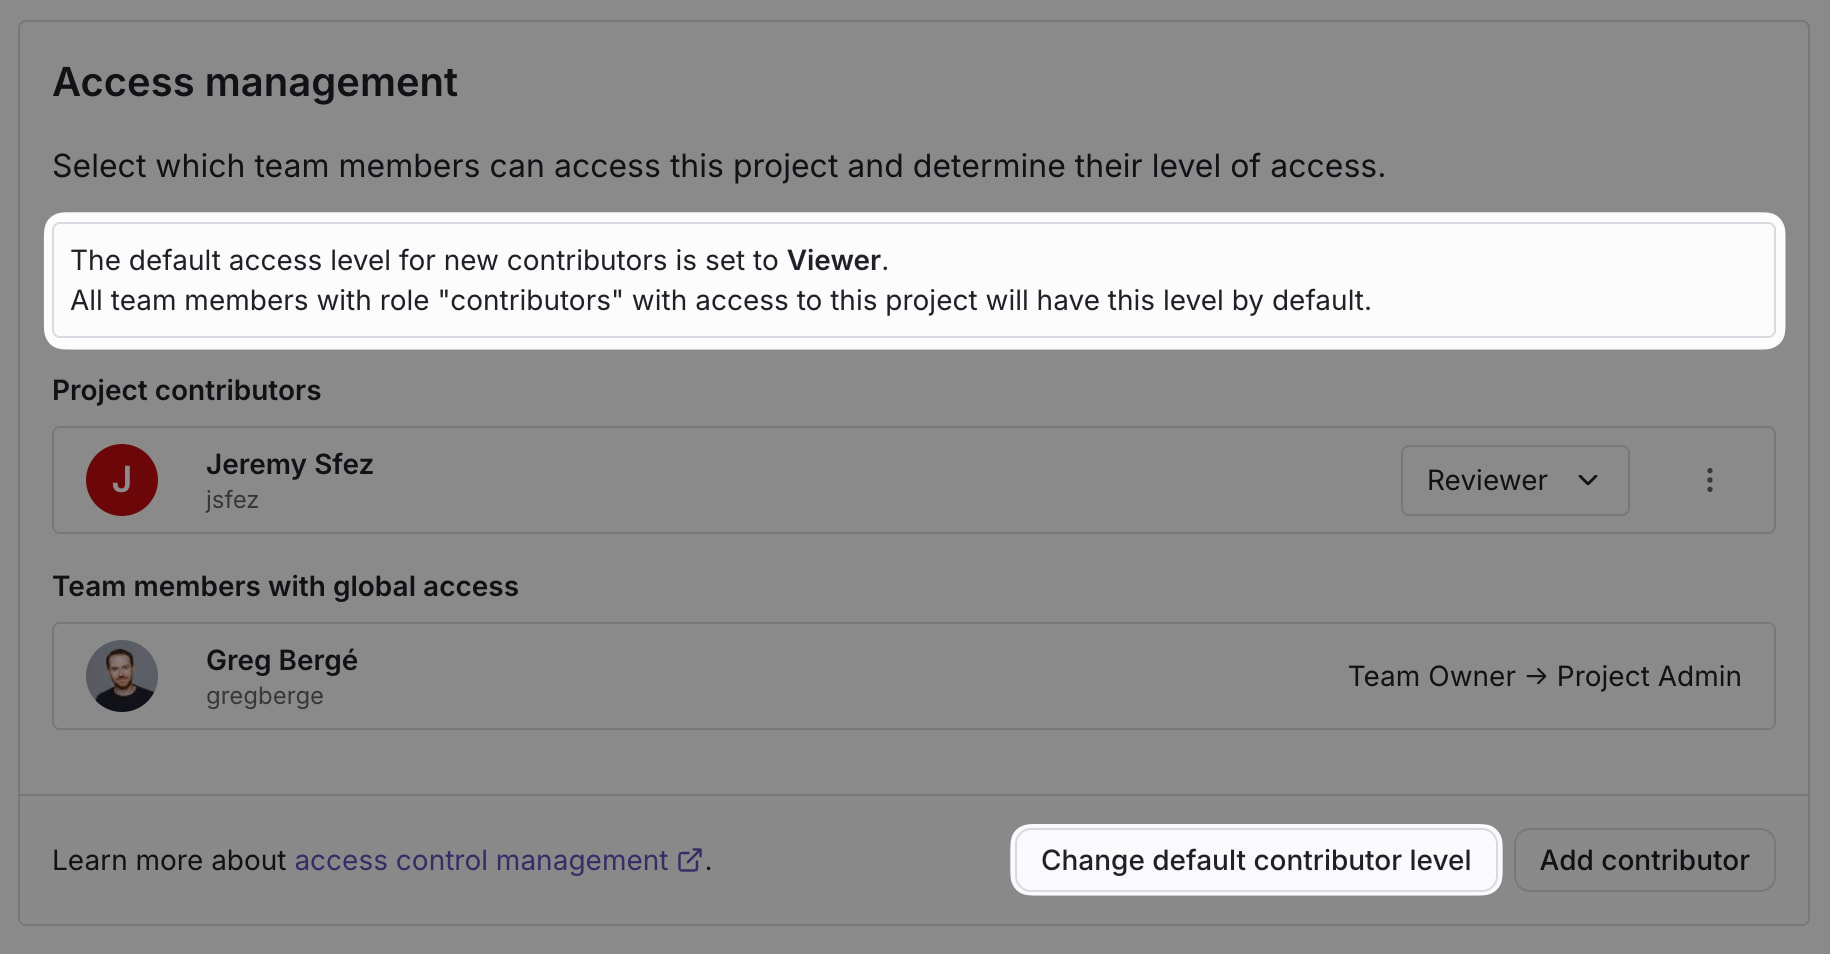 Access management
Select which team members can access this project and determine their level of access.
The default access level for new contributors is set to Viewer.
All team members with role "contributors" with access to this project will have this level by default.
Project contributors
J
Jeremy Sfez
jsfez
Reviewer
Team members with global access
Greg Bergé
gregberge
Team Owner → Project Admin
Learn more about access control management.
Change default contributor level
Add contributor